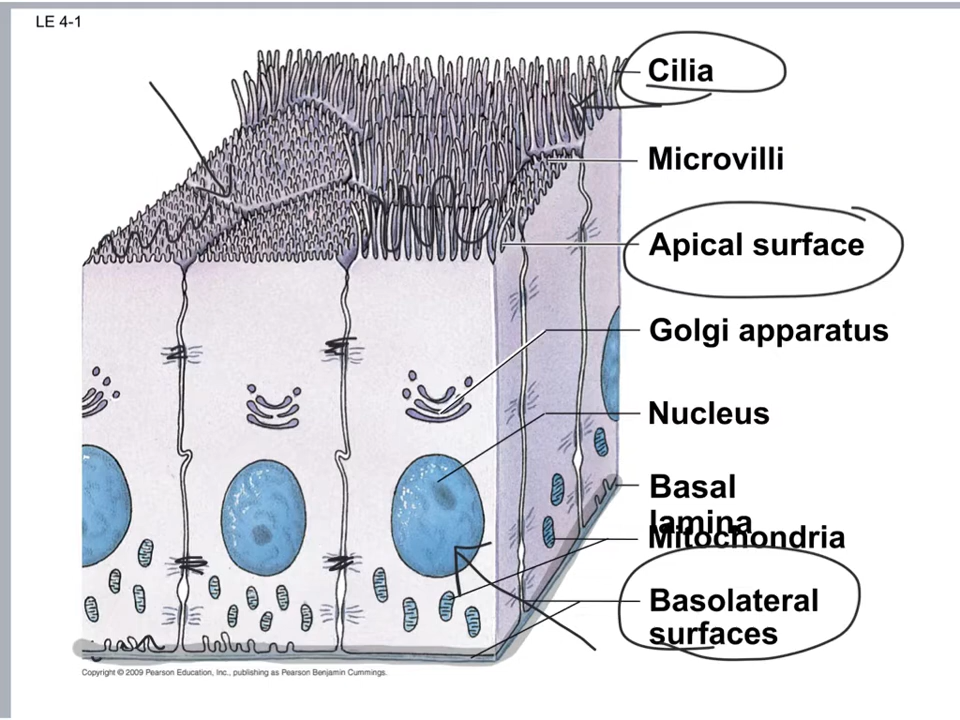 LE 4-1
Cilia
Microvilli
Apical surface
Golgi apparatus
Nucleus
Basal
lamina
Mitochondria
Basolateral
surfaces
Copyright © 2009 Pearson Education, Inc., publishing as Pearson Benjamin Cummings.